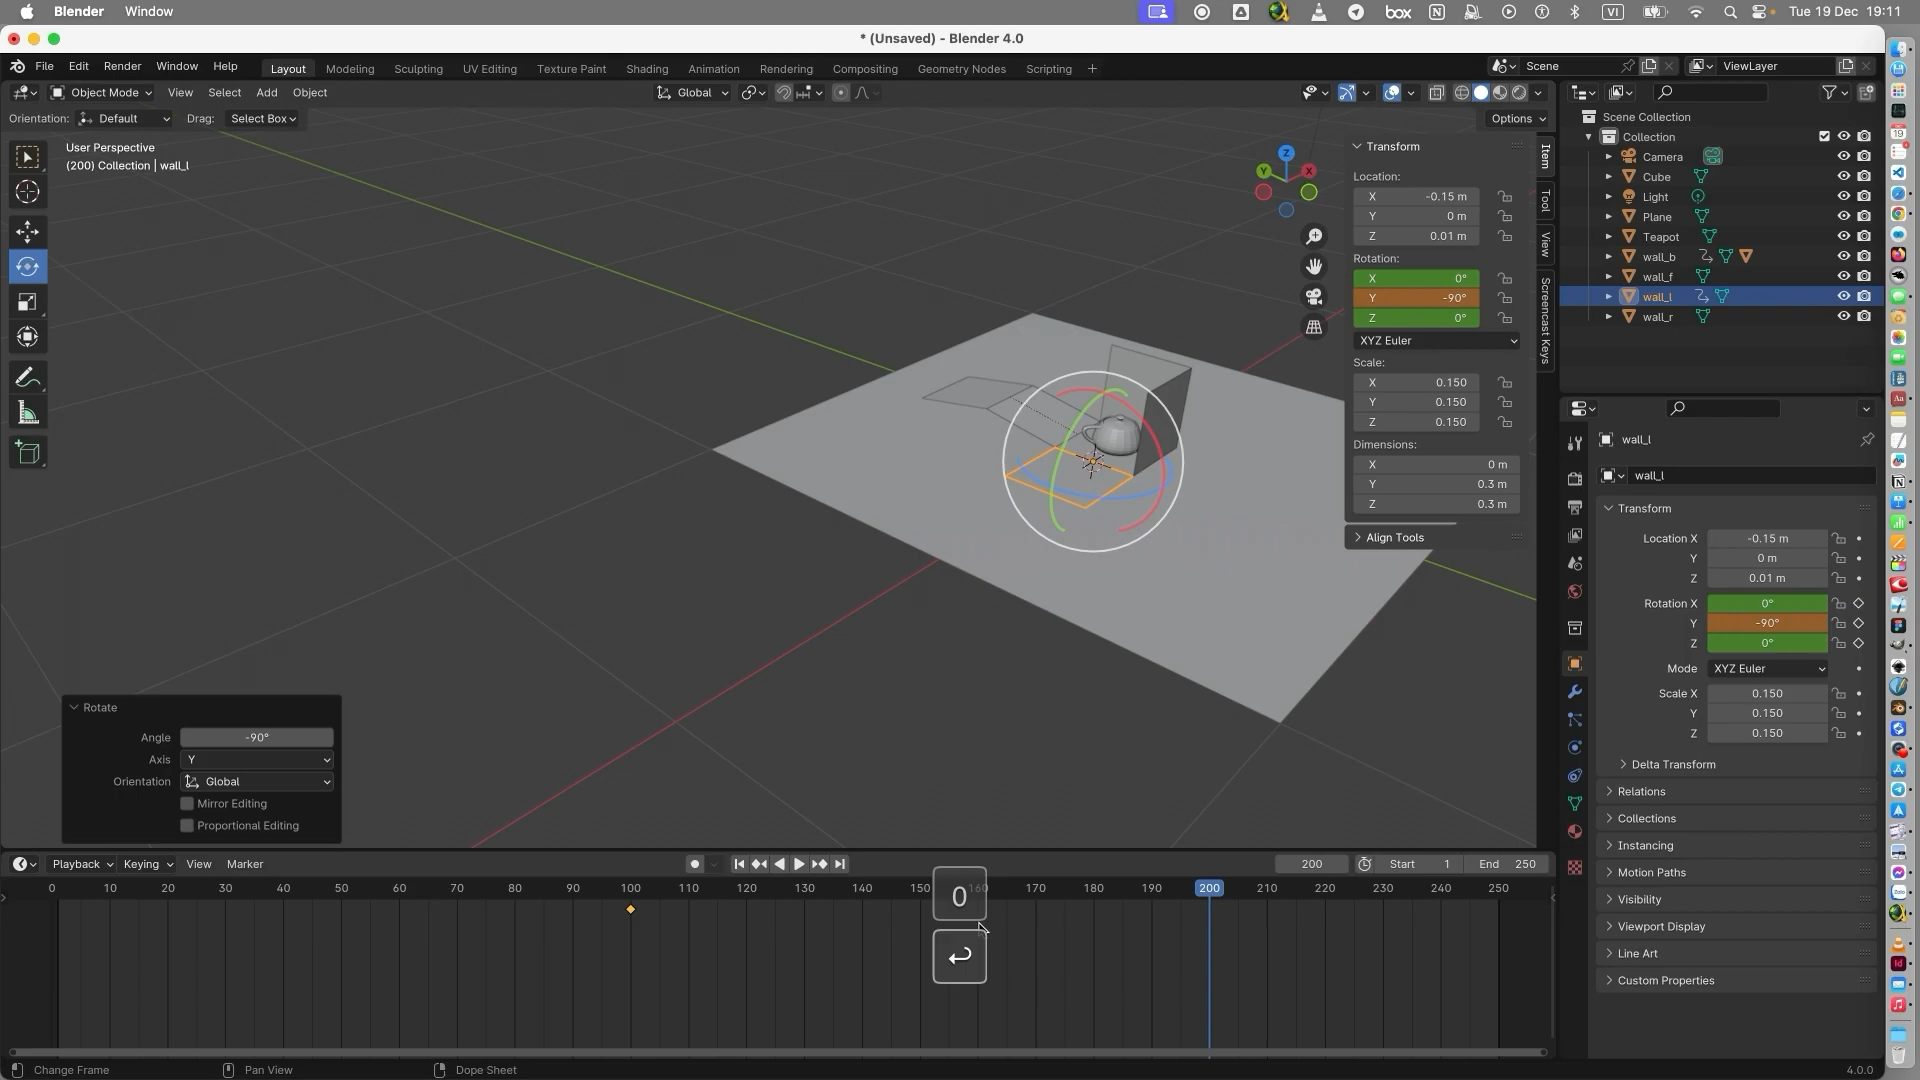 Blender Window
box N VI Tue 19 Dec 19:11
* (Unsaved) - Blender 4.0
File Edit Render Window Help Layout Modeling Sculpting UV Editing Texture Paint Shading Animation Rendering Compositing Geometry Nodes Scripting + Scene ViewLayer
Object Mode View Select Add Object Global
Orientation: Default Drag: Select Box Options
User Perspective
(200) Collection | wall_l
Z
Y
X
Transform
Location:
X -0.15 m
Y 0 m
Z 0.01 m
Rotation:
X 0°
Y -90°
Z 0°
XYZ Euler
Scale:
X 0.150
Y 0.150
Z 0.150
Dimensions:
X 0 m
Y 0.3 m
Z 0.3 m
Align Tools
Item
Tool
View
Screencast Keys
Scene Collection
Collection
Camera
Cube
Light
Plane
Teapot
wall_b
wall_f
wall_l
wall_r
wall_l
wall_l
Transform
Location X -0.15 m
Y 0 m
Z 0.01 m
Rotation X 0°
Y -90°
Z 0°
Mode XYZ Euler
Scale X 0.150
Y 0.150
Z 0.150
Delta Transform
Relations
Collections
Instancing
Motion Paths
Visibility
Viewport Display
Line Art
Custom Properties
Rotate
Angle -90°
Axis Y
Orientation Global
Mirror Editing
Proportional Editing
Playback Keying View Marker 200 Start 1 End 250
0 10 20 30 40 50 60 70 80 90 100 110 120 130 140 150 160 170 180 190 200 210 220 230 240 250
0
Change Frame Pan View Dope Sheet 4.0.0